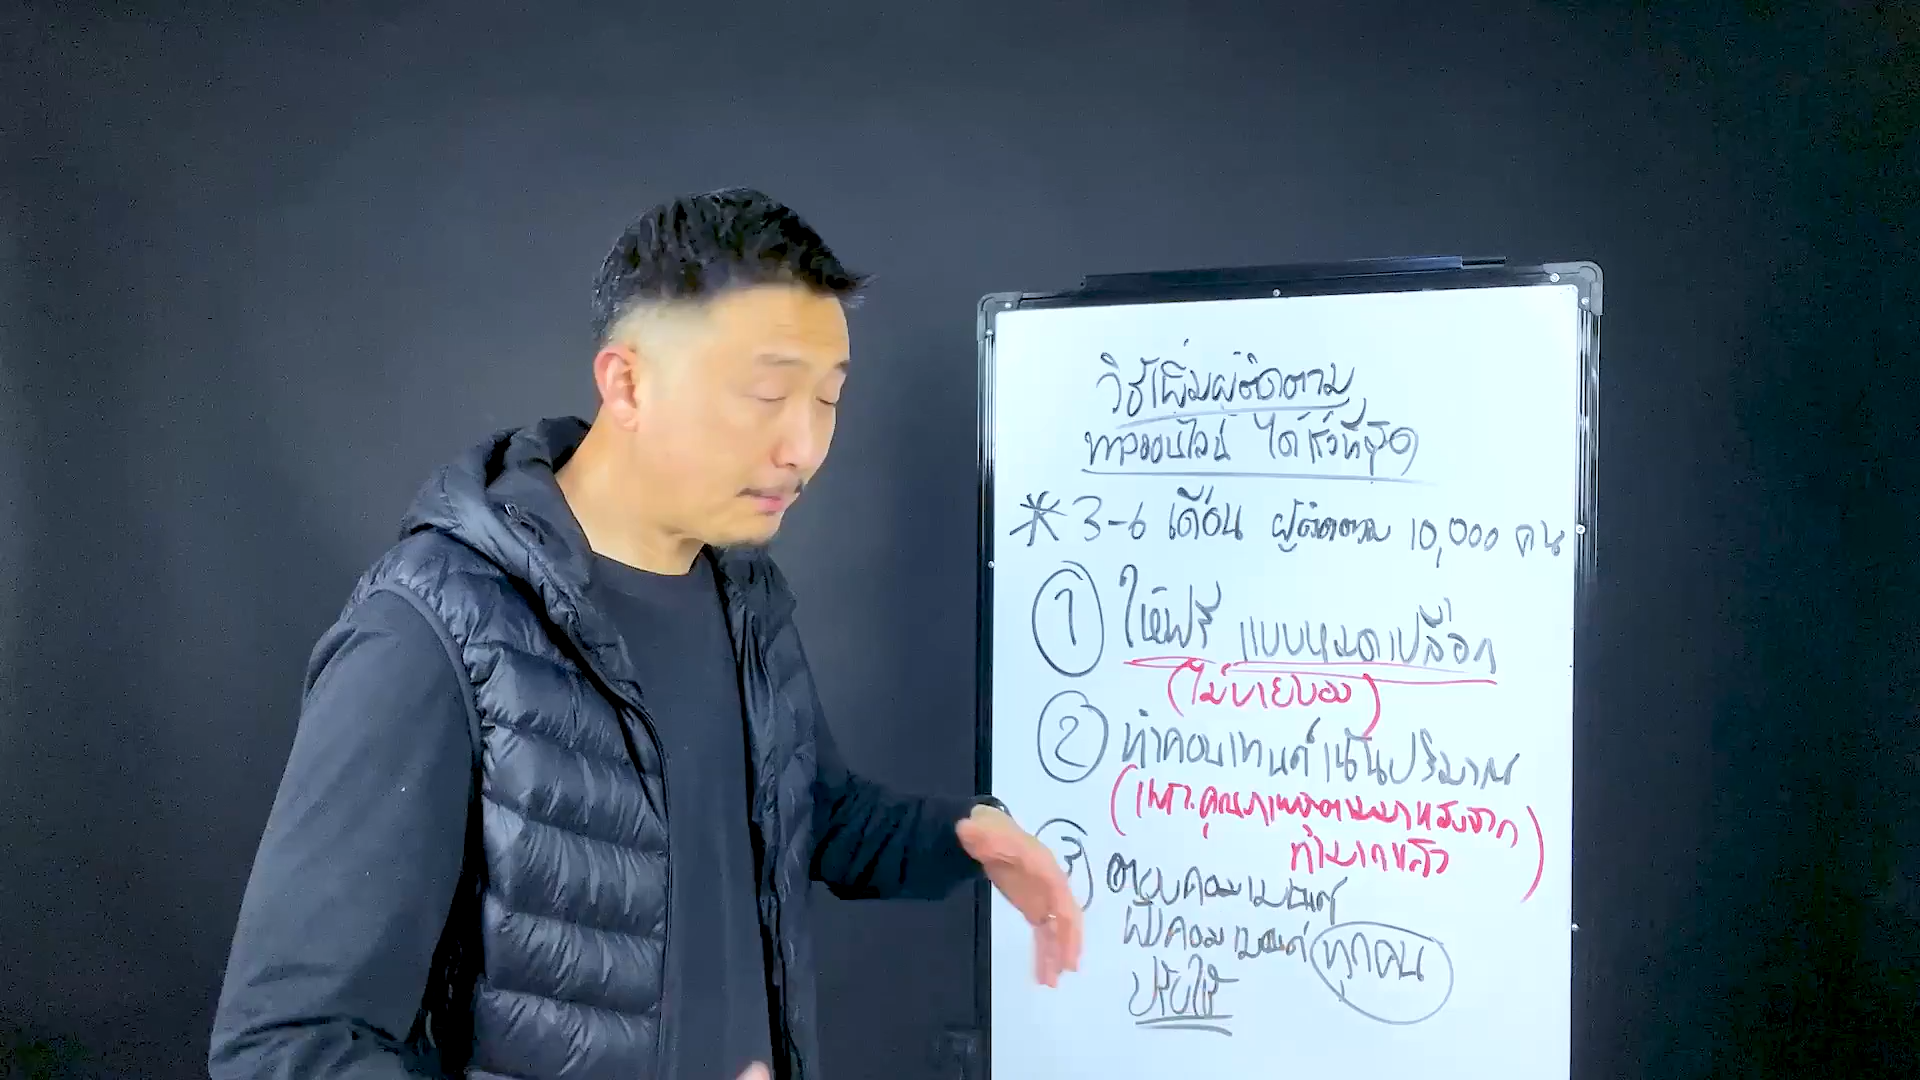 วิธีเพิ่มผู้ติดตาม
ทางออนไลน์ ได้เร็วที่สุด
* 3-6 เดือน ผู้ติดตาม 10,000 คน
1 ให้ฟรี แบบหมดเปลือก
(ไม่ขายของ)
2 ทำคอนเทนต์เน้นปริมาณ
(เพราะคุณภาพจะตามมาหลังจาก
ทำมากแล้ว)
3 ตอบคอมเมนต์
คอมเมนต์ ทุกคน
ปรับใช้